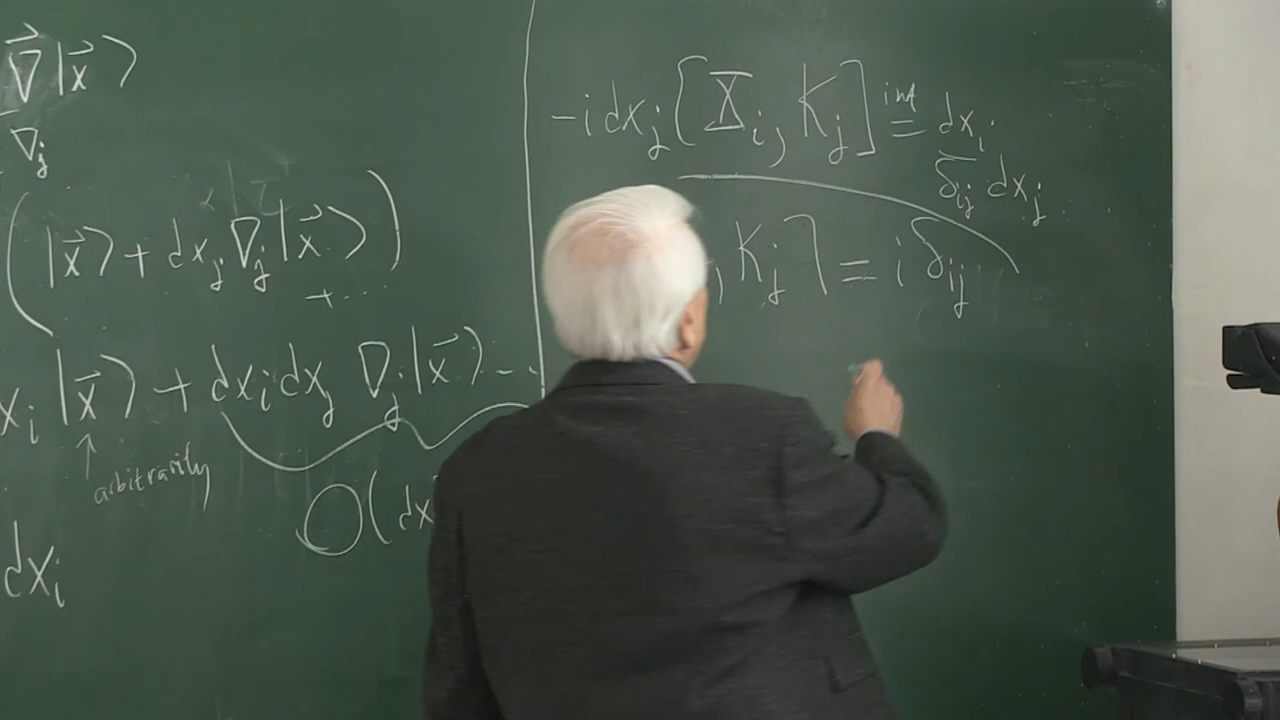 ∇⃗ |x⃗⟩
∇_j
( |x⃗⟩ + dx_j ∇_j |x⃗⟩ )
+ ...
x_i |x⃗⟩ + dx_i dx_j ∇_j |x⃗⟩ ...
↑
arbitrarily
O( dx
dx_i
-i dx_j [ X_i , K_j ] = dx_i
δ_ij dx_j
, K_j ] = i δ_ij